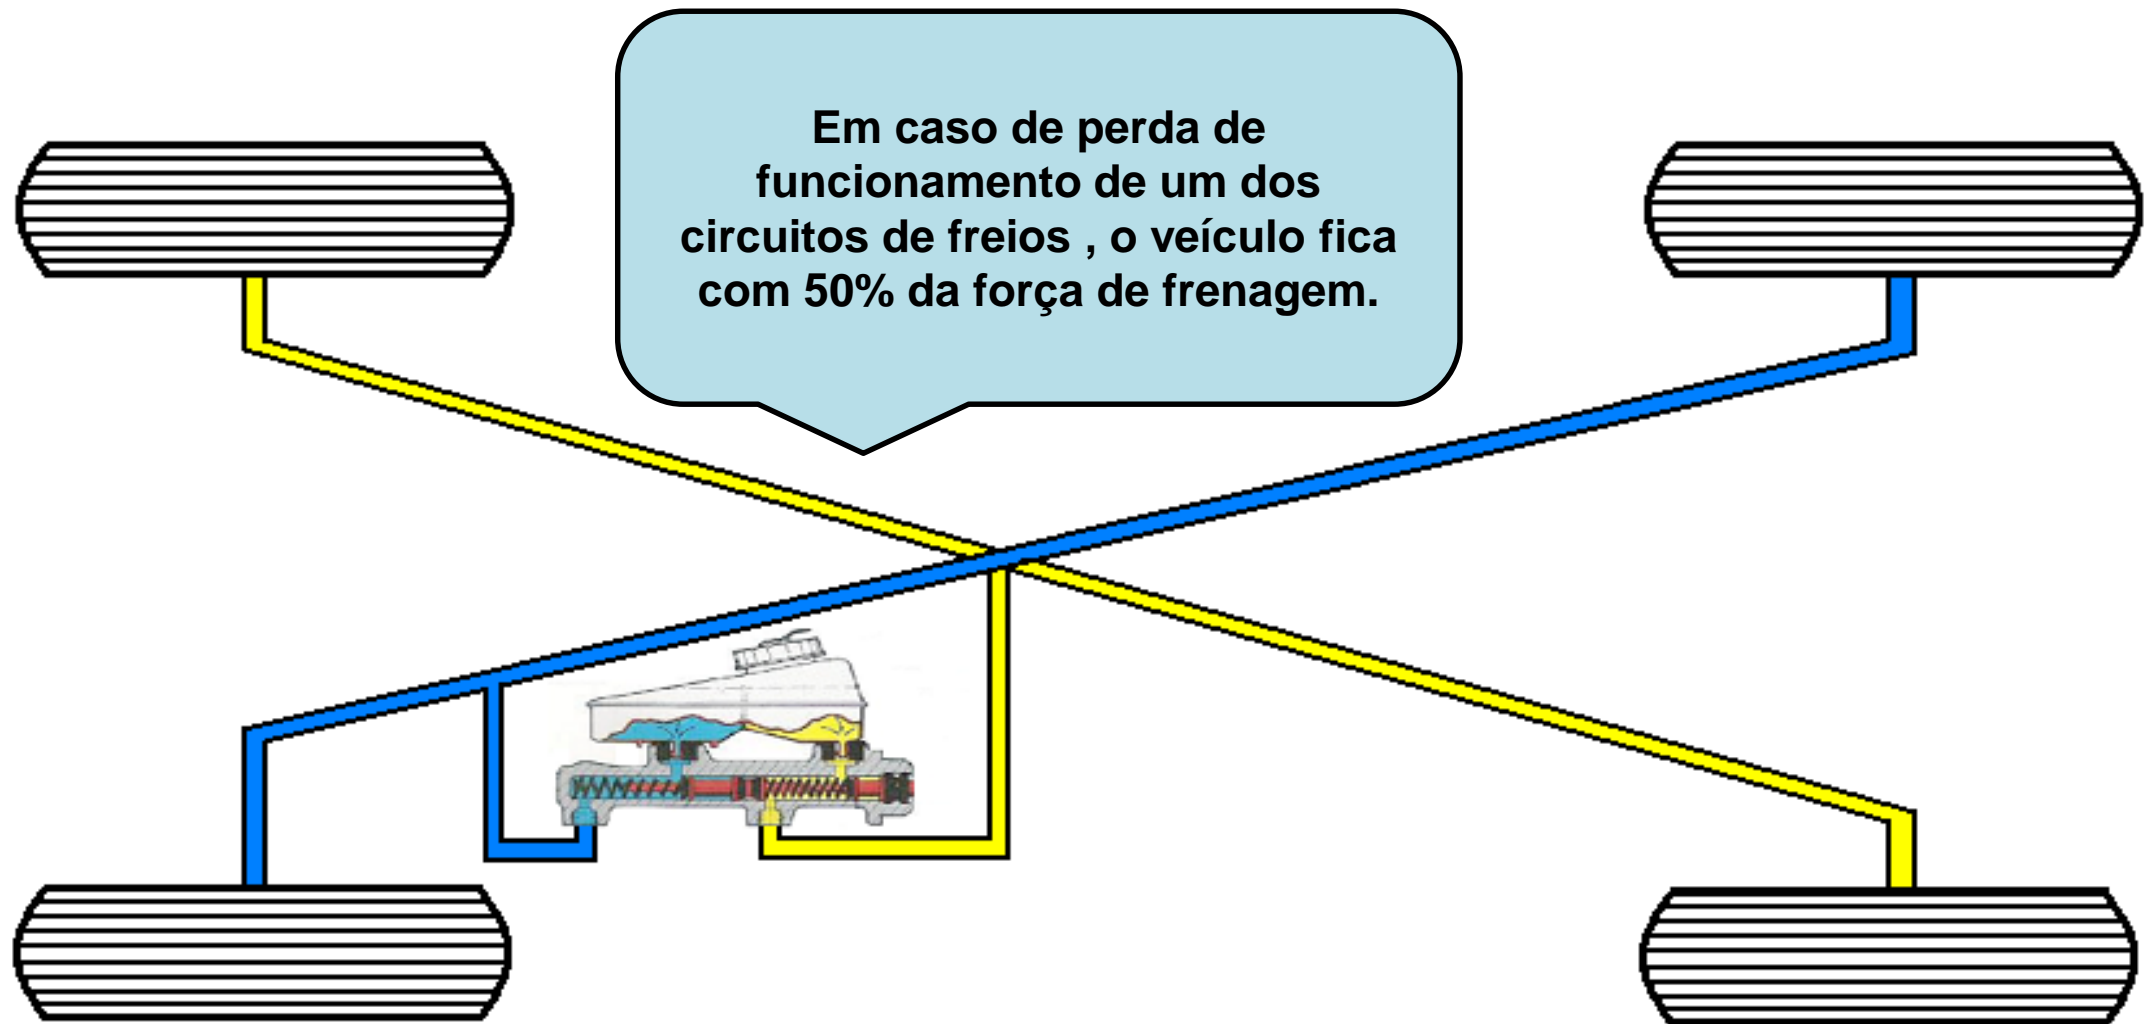 Em caso de perda de
funcionamento de um dos
circuitos de freios , o veículo fica
com 50% da força de frenagem.